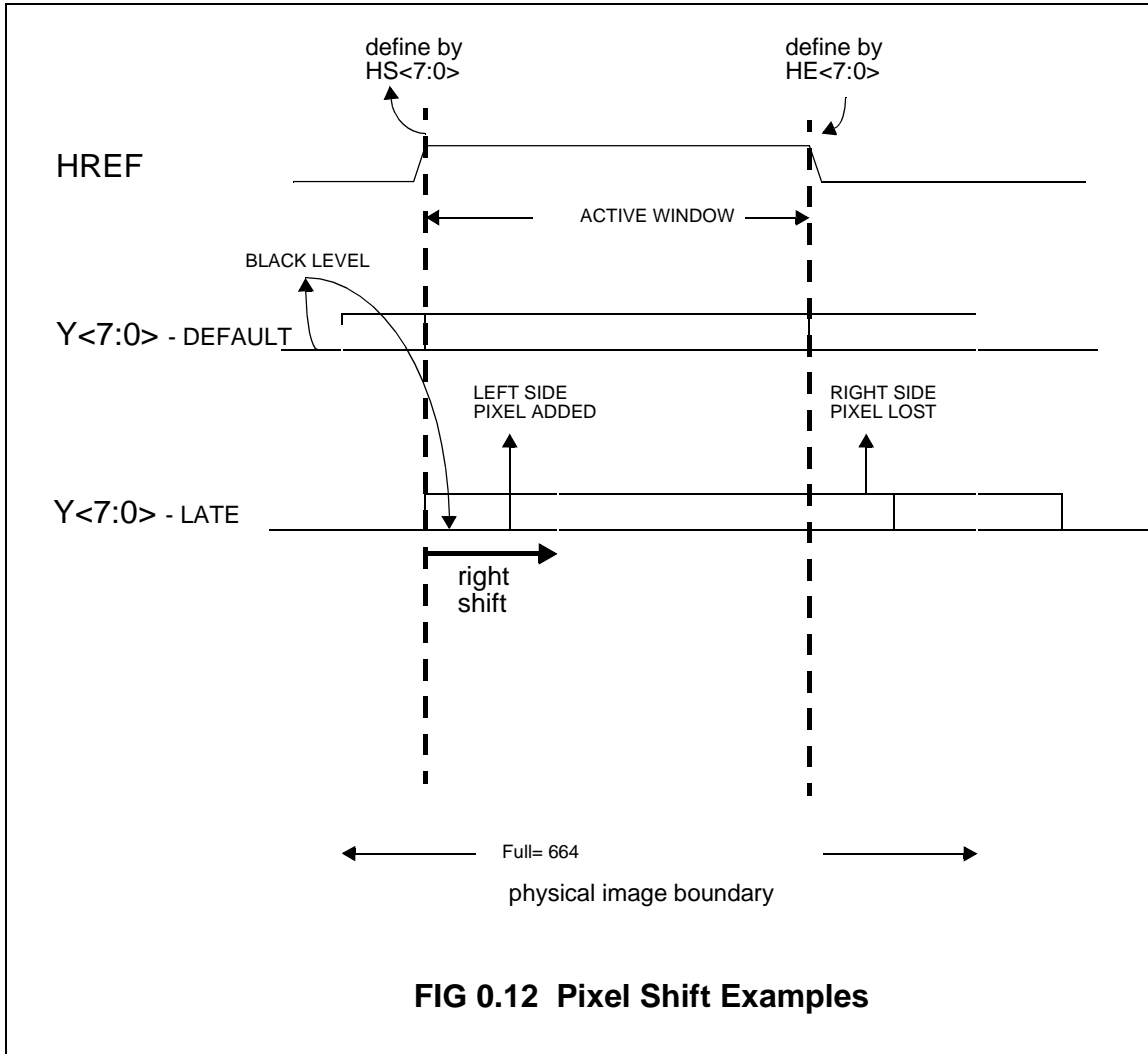 define by
HS<7:0>
define by
HE<7:0>
HREF
ACTIVE WINDOW
BLACK LEVEL
Y<7:0> - DEFAULT
LEFT SIDE
PIXEL ADDED
RIGHT SIDE
PIXEL LOST
Y<7:0> - LATE
right
shift
Full= 664
physical image boundary
FIG 0.12 Pixel Shift Examples